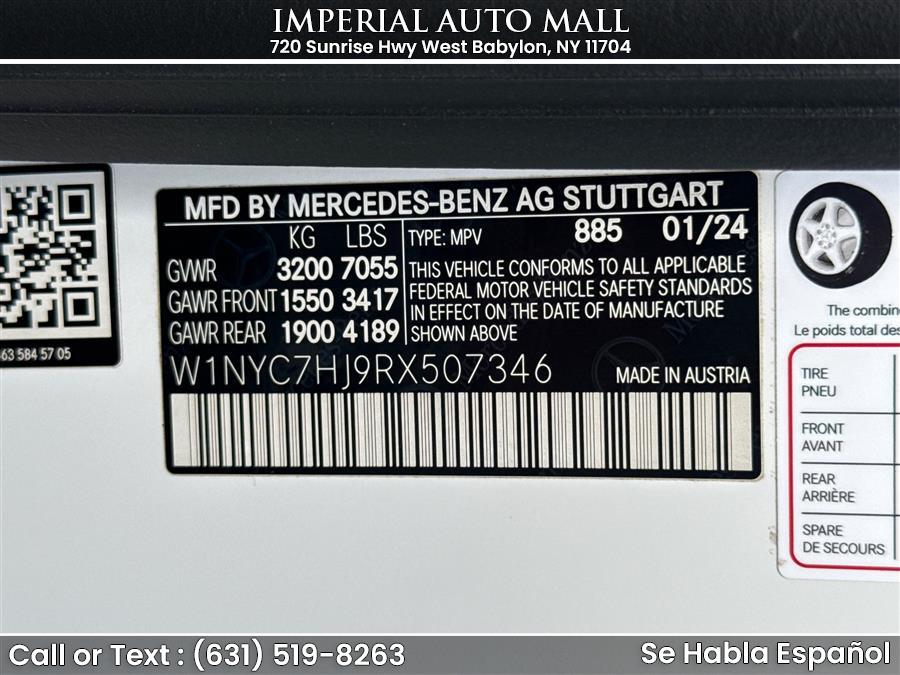 IMPERIAL AUTO MALL
720 Sunrise Hwy West Babylon, NY 11704
63 584 57 05
MFD BY MERCEDES-BENZ AG STUTTGART
KG LBS
GVWR 3200 7055
GAWR FRONT 1550 3417
GAWR REAR 1900 4189
TYPE: MPV 885 01/24
THIS VEHICLE CONFORMS TO ALL APPLICABLE
FEDERAL MOTOR VEHICLE SAFETY STANDARDS
IN EFFECT ON THE DATE OF MANUFACTURE
SHOWN ABOVE
W1NYC7HJ9RX507346
MADE IN AUSTRIA
The combin
Le poids total des
TIRE
PNEU
FRONT
AVANT
REAR
ARRIÈRE
SPARE
DE SECOURS
Call or Text : (631) 519-8263
Se Habla Español